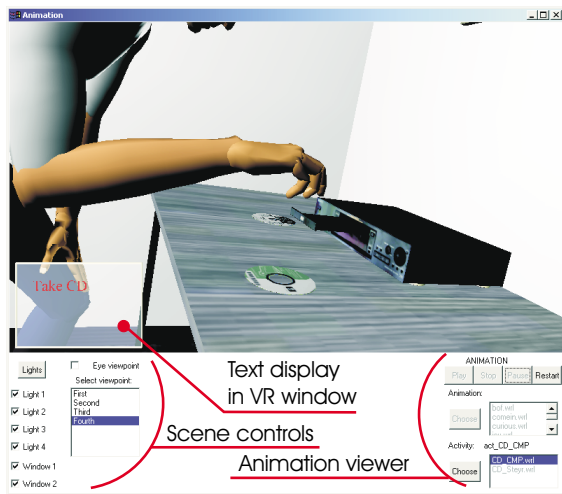 Animation
Take CD
Lights
Eye viewpoint
Select viewpoint:
First
Second
Third
Fourth
Light 1
Light 2
Light 3
Light 4
Window 1
Window 2
Text display
in VR window
Scene controls
Animation viewer
ANIMATION
Play Stop Pause Restart
Animation:
Choose
bot.wrl
comein.wrl
curious.wrl
Activity: act_CD_CMP
Choose
CD_CMP.wrl
CD_Steyr.wrl